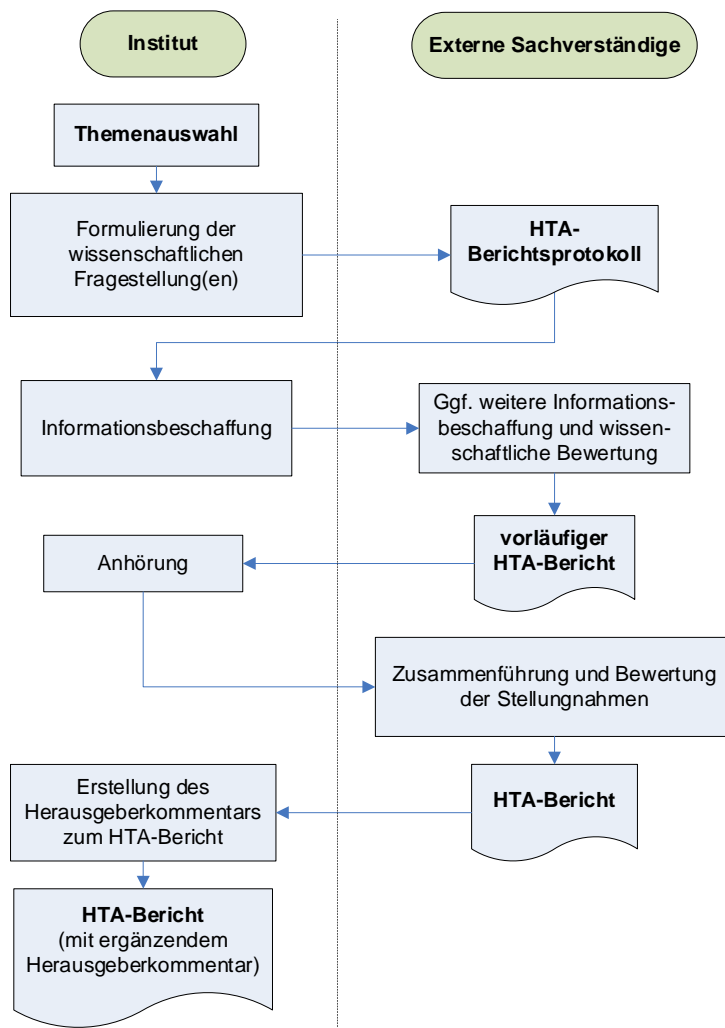 Institut
Externe Sachverständige
Themenauswahl
Formulierung der
wissenschaftlichen
Fragestellung(en)
HTA-
Berichtsprotokoll
Informationsbeschaffung
Ggf. weitere Informations-
beschaffung und wissen-
schaftliche Bewertung
vorläufiger
HTA-Bericht
Anhörung
Zusammenführung und Bewertung
der Stellungnahmen
HTA-Bericht
Erstellung des
Herausgeberkommentars
zum HTA-Bericht
HTA-Bericht
(mit ergänzendem
Herausgeberkommentar)